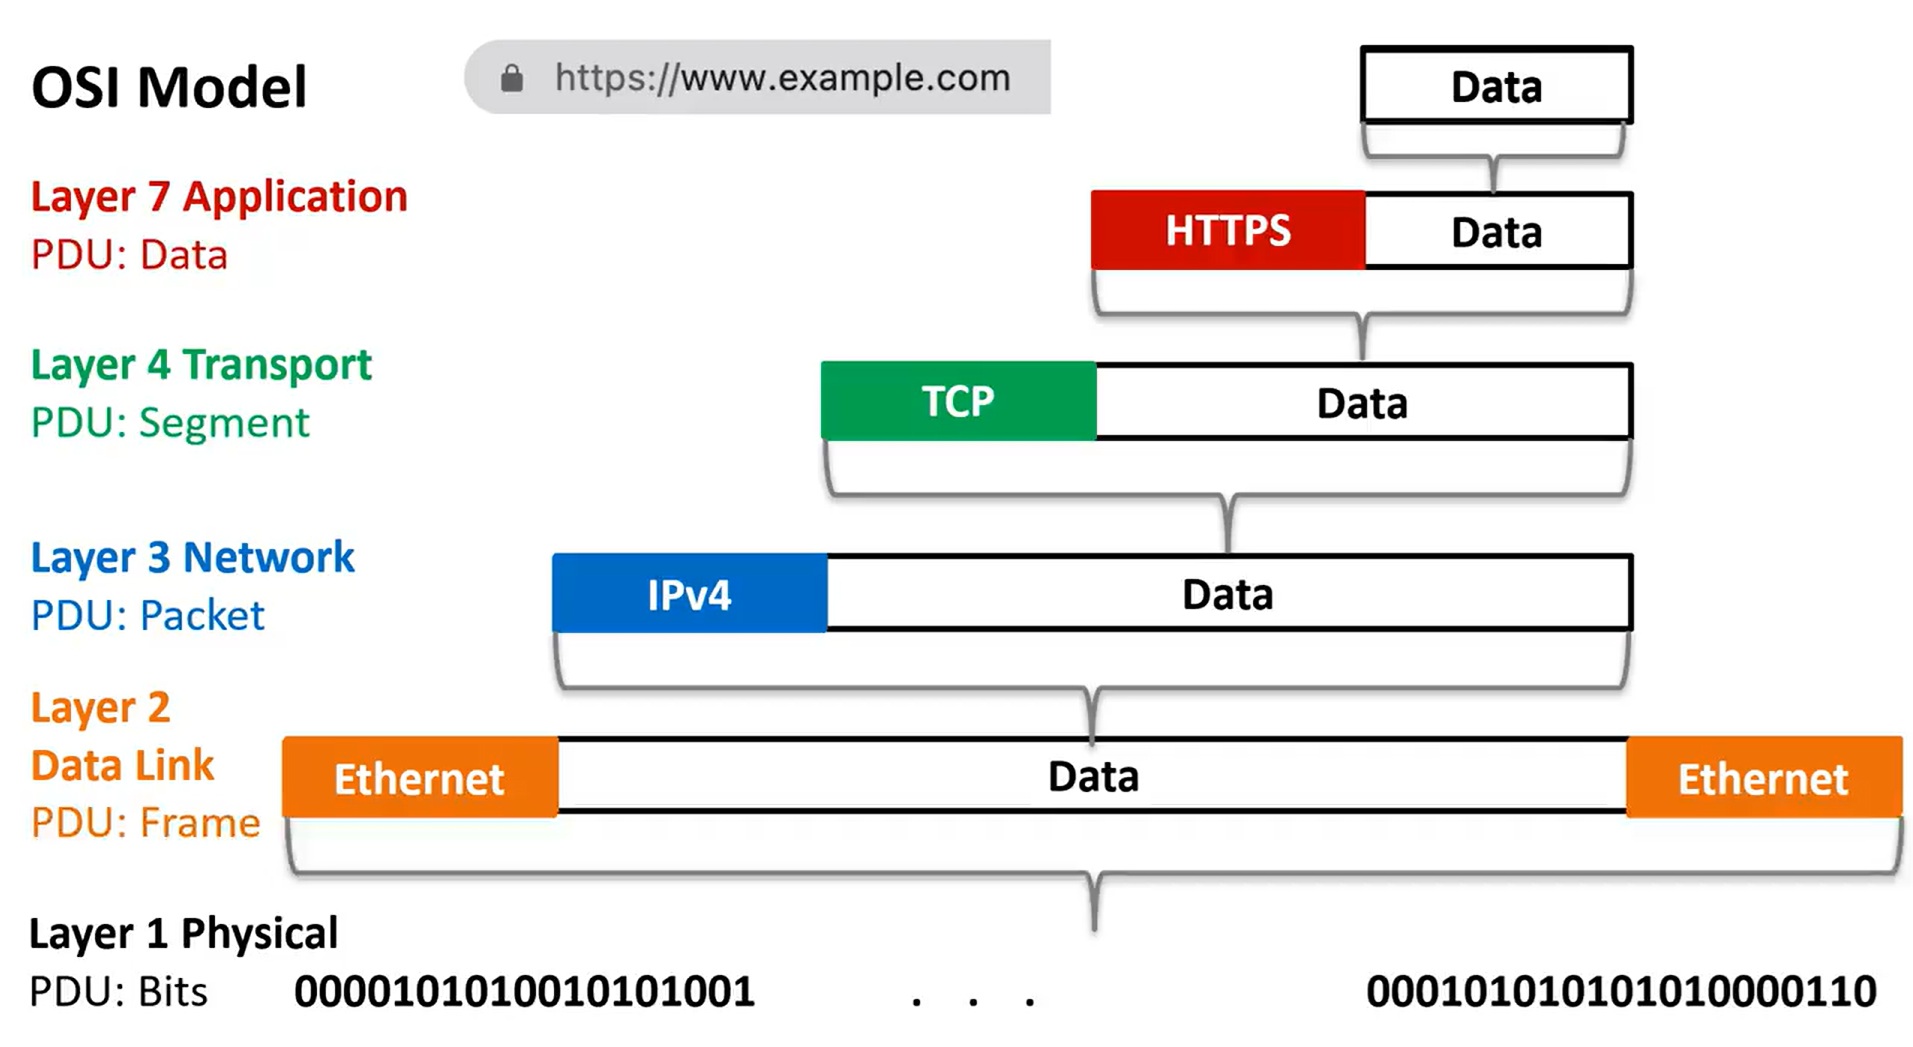 OSI Model
https://www.example.com
Data
Layer 7 Application
PDU: Data
HTTPS
Data
Layer 4 Transport
PDU: Segment
TCP
Data
Layer 3 Network
PDU: Packet
IPv4
Data
Layer 2
Data Link
PDU: Frame
Ethernet
Data
Ethernet
Layer 1 Physical
PDU: Bits
0000101010010101001
. . .
000101010101010000110